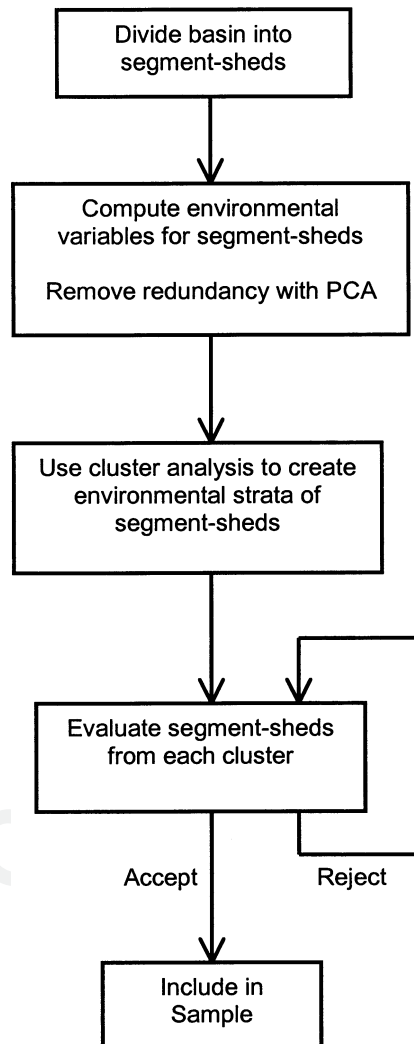 Divide basin into
segment-sheds
Compute environmental
variables for segment-sheds
Remove redundancy with PCA
Use cluster analysis to create
environmental strata of
segment-sheds
Evaluate segment-sheds
from each cluster
Accept
Reject
Include in
Sample